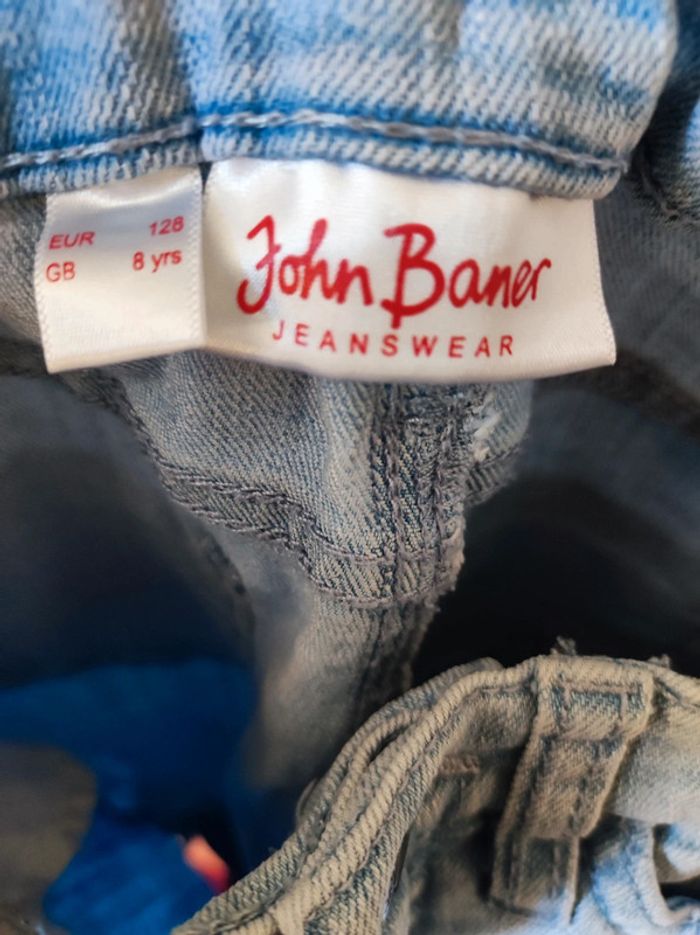 EUR 128
GB 8 yrs
John Baner
JEANSWEAR